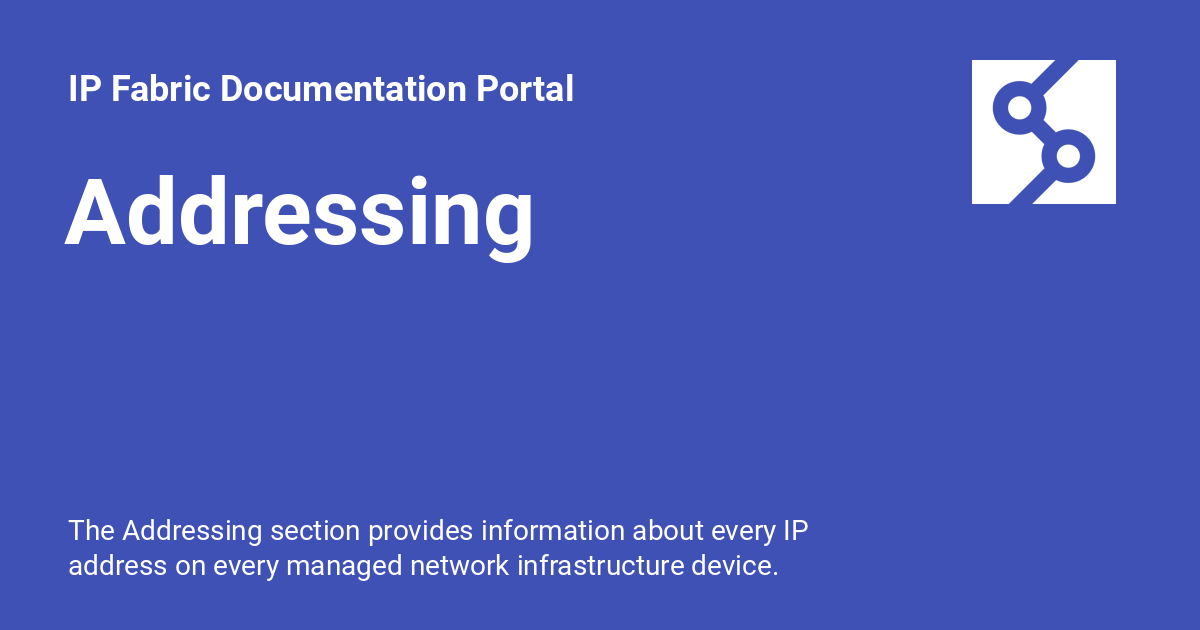 IP Fabric Documentation Portal
Addressing
The Addressing section provides information about every IP
address on every managed network infrastructure device.